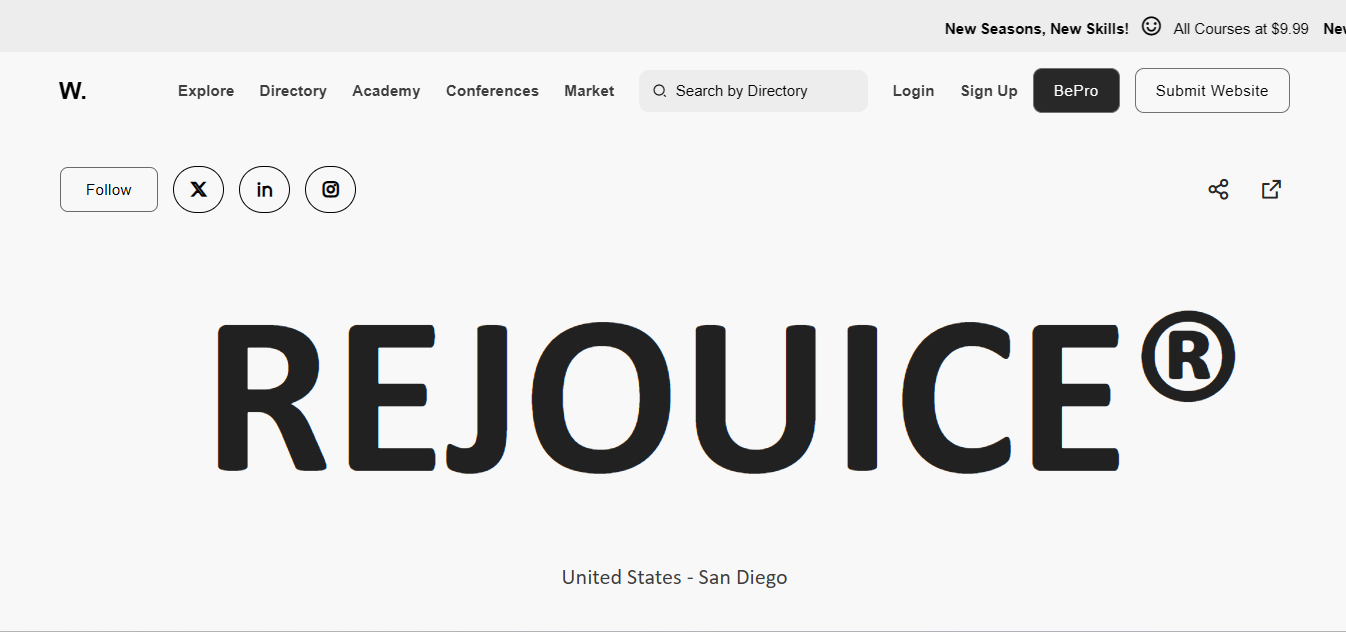 New Seasons, New Skills! All Courses at $9.99
W. Explore Directory Academy Conferences Market Search by Directory Login Sign Up BePro Submit Website
Follow X in
REJOUICE®
United States - San Diego